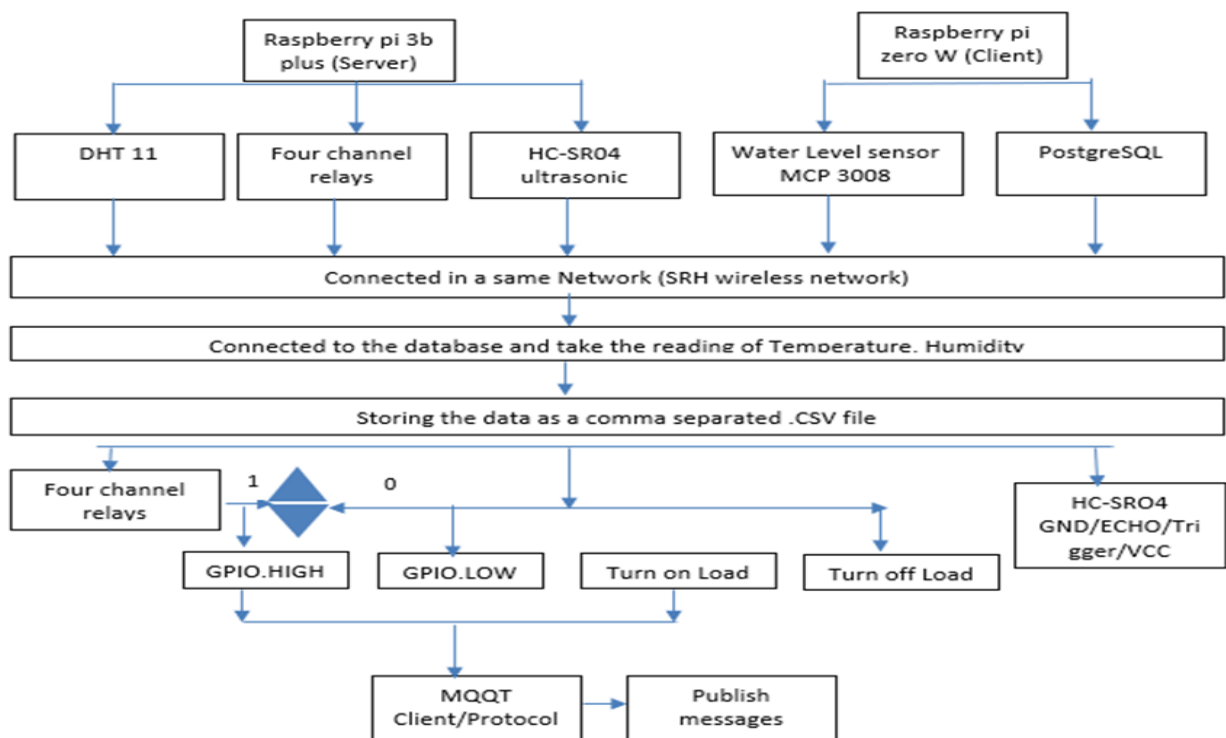 Raspberry pi 3b
plus (Server)
Raspberry pi
zero W (Client)
DHT 11
Four channel
relays
HC-SR04
ultrasonic
Water Level sensor
MCP 3008
PostgreSQL
Connected in a same Network (SRH wireless network)
Connected to the database and take the reading of Temperature. Humidity
Storing the data as a comma separated .CSV file
Four channel
relays
1
0
HC-SRO4
GND/ECHO/Tri
gger/VCC
GPIO.HIGH
GPIO.LOW
Turn on Load
Turn off Load
MQQT
Client/Protocol
Publish
messages